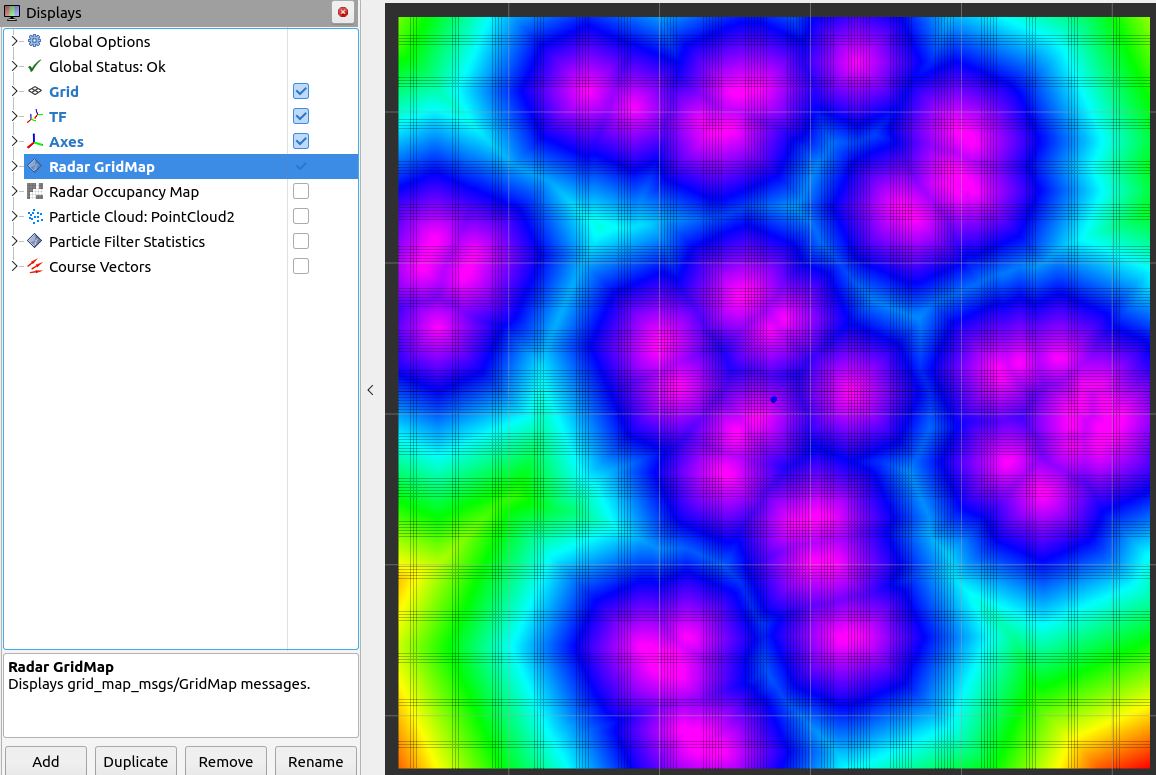 Displays
Global Options
Global Status: Ok
Grid
TF
Axes
Radar GridMap
Radar Occupancy Map
Particle Cloud: PointCloud2
Particle Filter Statistics
Course Vectors
Radar GridMap
Displays grid_map_msgs/GridMap messages.
Add Duplicate Remove Rename